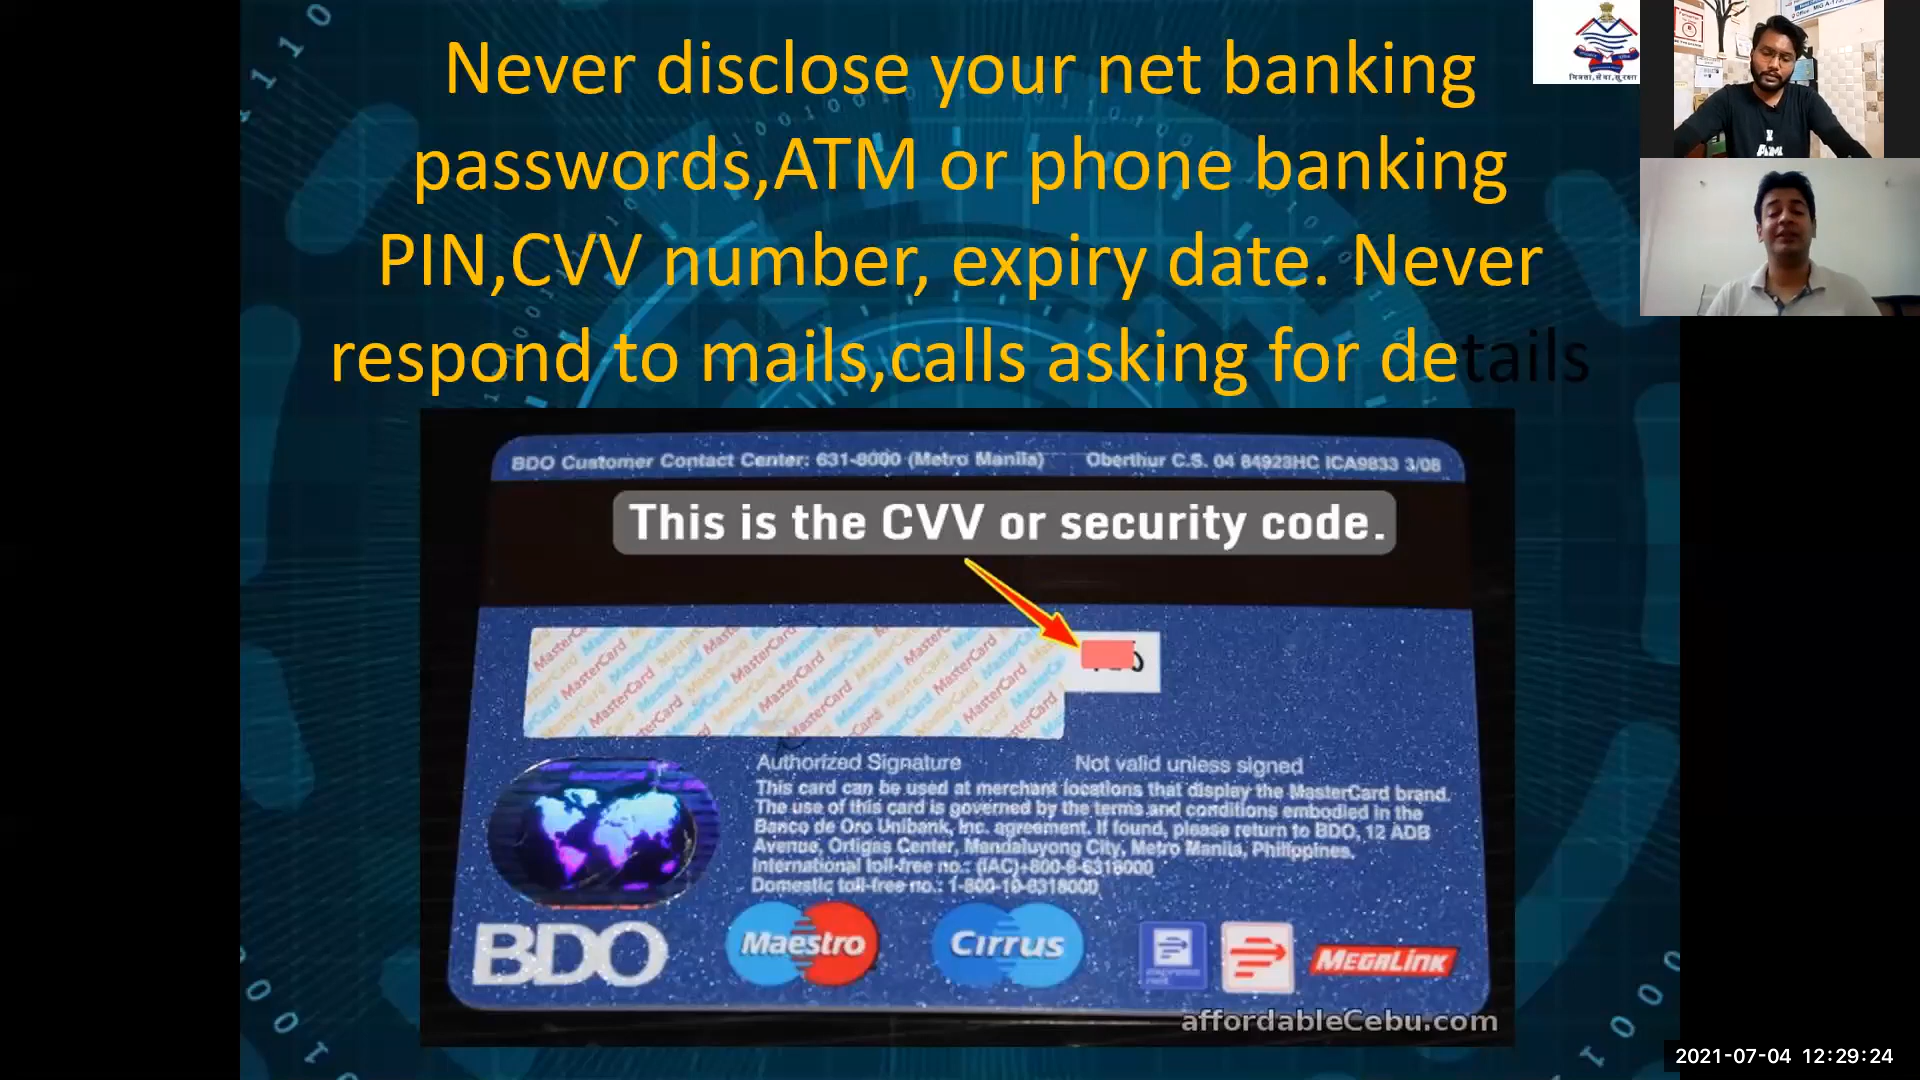 Never disclose your net banking
passwords,ATM or phone banking
PIN,CVV number, expiry date. Never
respond to mails,calls asking for details
BDO Customer Contact Center: 631-8000 (Metro Manila) Oberthur C.S. 04 84923HC ICA9833 3/08
This is the CVV or security code.
MasterCard
Authorized Signature Not valid unless signed
This card can be used at merchant locations that display the MasterCard brand.
The use of this card is governed by the terms and conditions embodied in the
Banco de Oro Unibank, Inc. agreement. If found, please return to BDO, 12 ADB
Avenue, Ortigas Center, Mandaluyong City, Metro Manila, Philippines.
International toll-free no.: (IAC)+800-8-6318000
Domestic toll-free no.: 1-800-10-6318000
BDO Maestro Cirrus MEGALINK
affordableCebu.com
2021-07-04 12:29:24